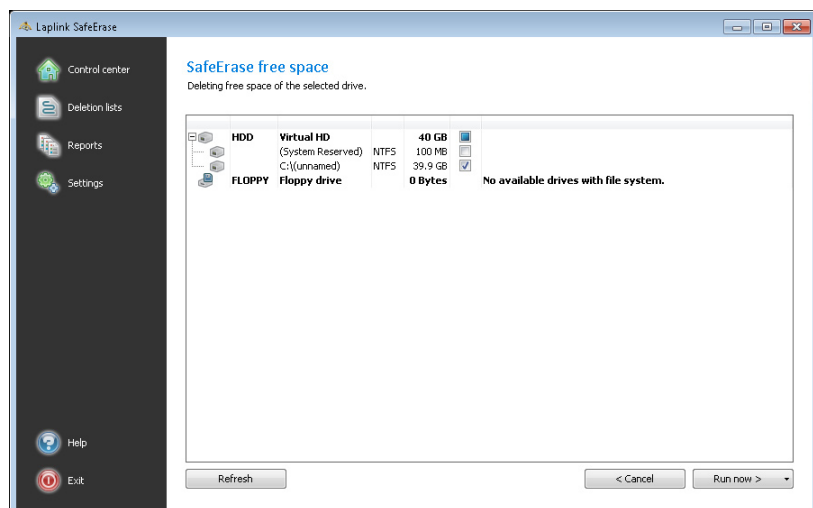 Laplink SafeErase
Control center
Deletion lists
Reports
Settings
Help
Exit
SafeErase free space
Deleting free space of the selected drive.
HDD Virtual HD 40 GB
(System Reserved) NTFS 100 MB
C:\(unnamed) NTFS 39.9 GB
FLOPPY Floppy drive 0 Bytes No available drives with file system.
Refresh < Cancel Run now >